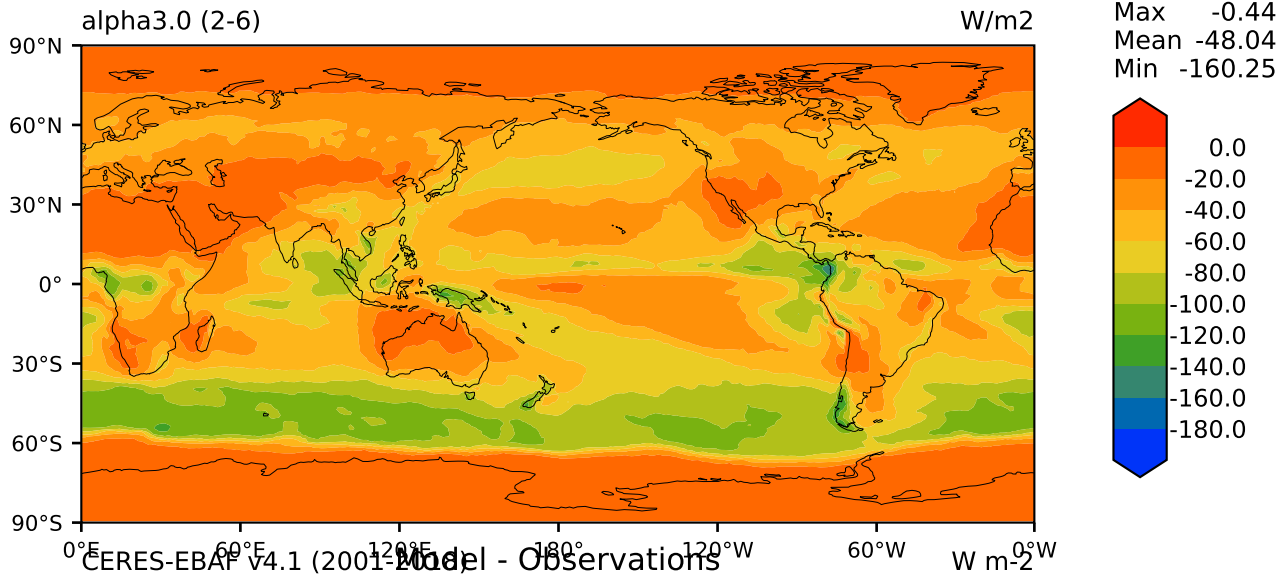 alpha3.0 (2-6) W/m2
Max -0.44
Mean -48.04
Min -160.25
90°N
60°N
30°N
0°
30°S
60°S
90°S
0°E 60°E 120°E 180° 120°W 60°W 0°W
0.0
-20.0
-40.0
-60.0
-80.0
-100.0
-120.0
-140.0
-160.0
-180.0
CERES-EBAF v4.1 (2001-2018) Model - Observations W m-2